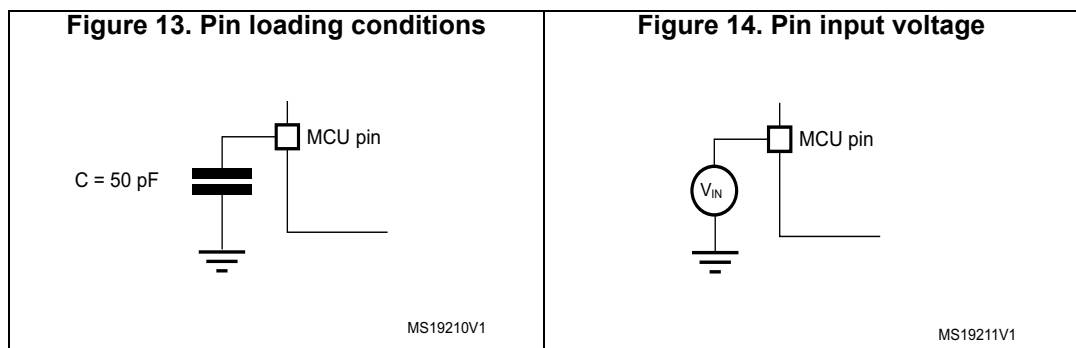 Figure 13. Pin loading conditions
MCU pin
C = 50 pF
MS19210V1
Figure 14. Pin input voltage
MCU pin
VIN
MS19211V1